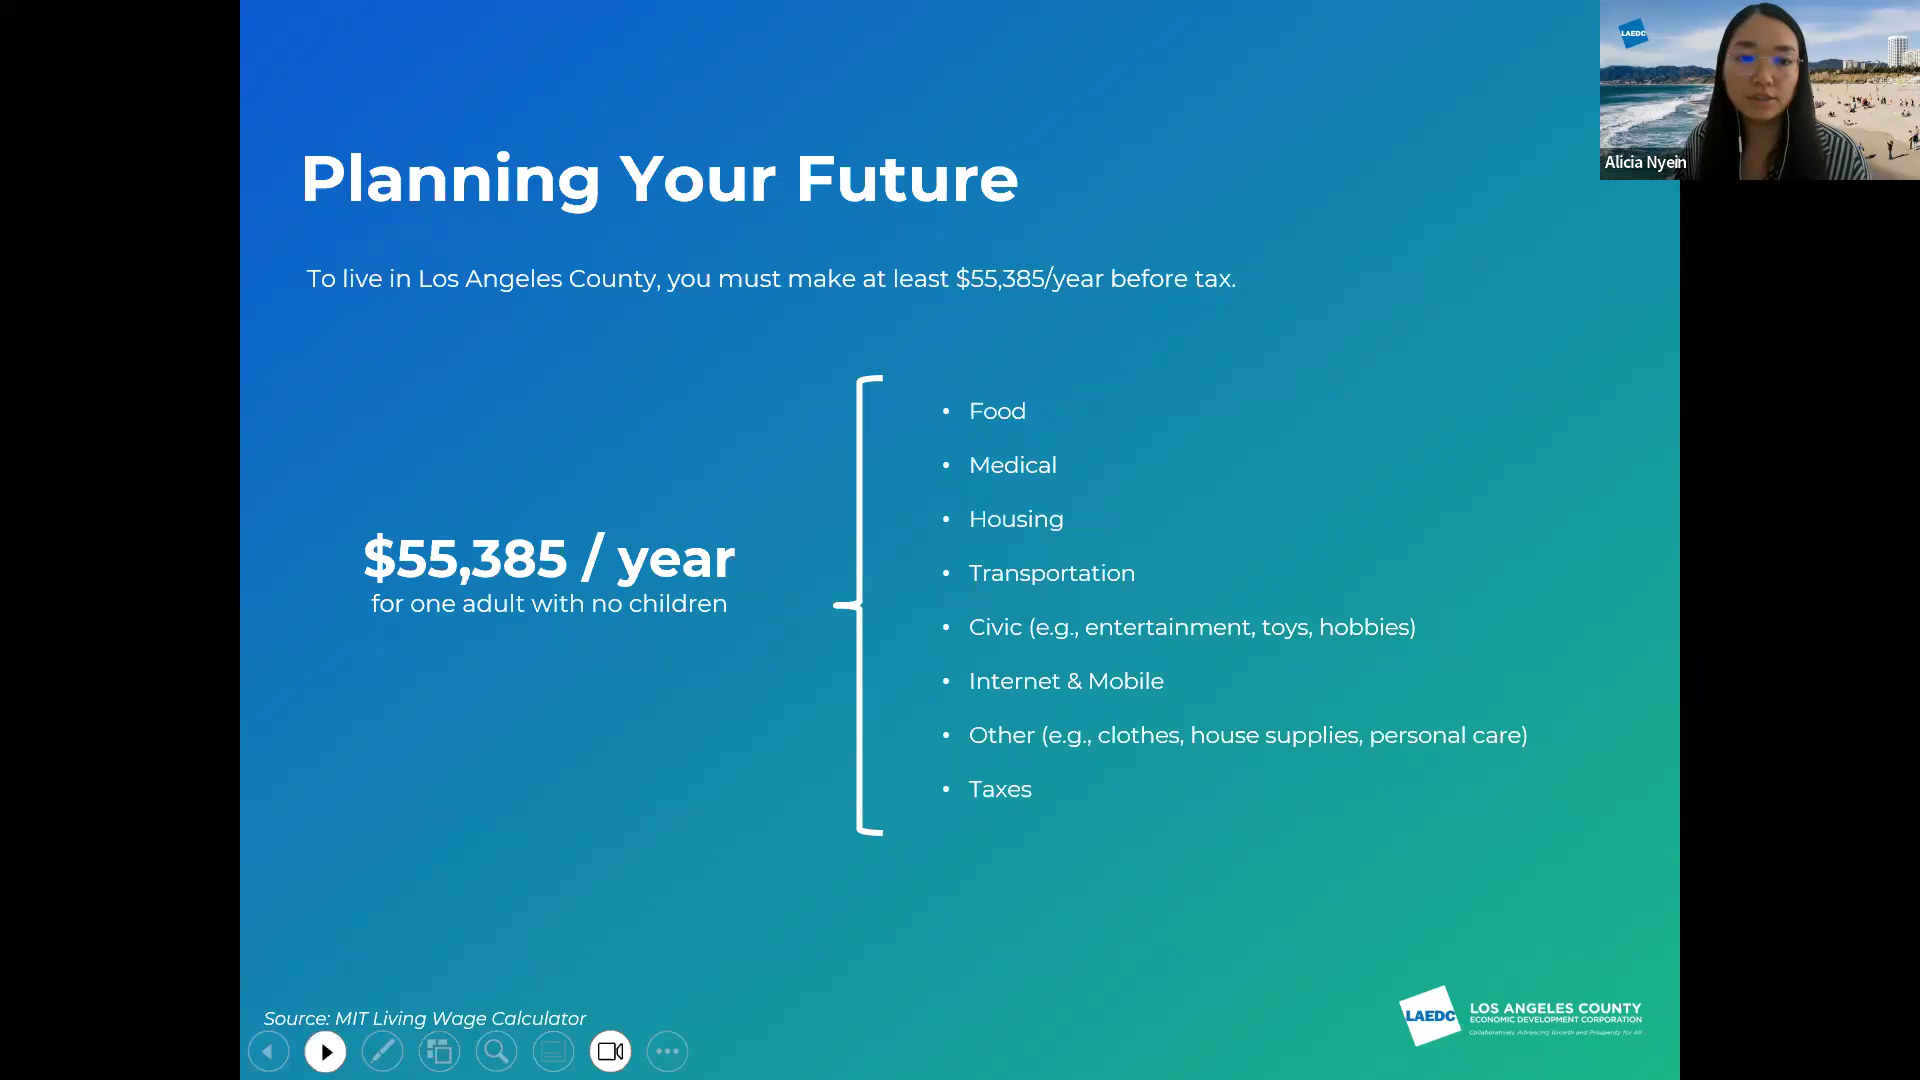 LAEDC
Alicia Nyein
Planning Your Future
To live in Los Angeles County, you must make at least $55,385/year before tax.
$55,385 / year
for one adult with no children
• Food
• Medical
• Housing
• Transportation
• Civic (e.g., entertainment, toys, hobbies)
• Internet & Mobile
• Other (e.g., clothes, house supplies, personal care)
• Taxes
Source: MIT Living Wage Calculator
LAEDC
LOS ANGELES COUNTY
ECONOMIC DEVELOPMENT CORPORATION
Collaboratively Advancing Growth and Prosperity for All